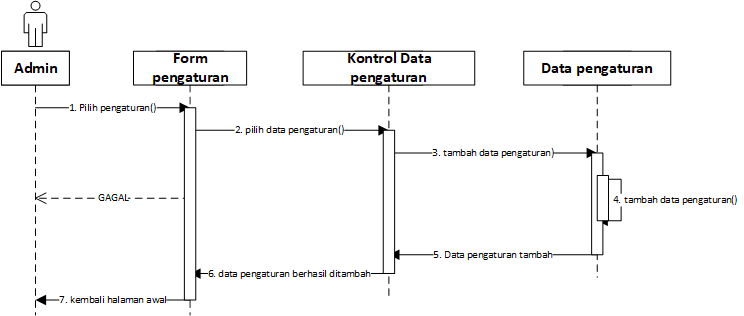 Admin
Form
pengaturan
Kontrol Data
pengaturan
Data pengaturan
1. Pilih pengaturan()
2. pilih data pengaturan()
3. tambah data pengaturan)
GAGAL
4. tambah data pengaturan()
5. Data pengaturan tambah
6. data pengaturan berhasil ditambah
7. kembali halaman awal